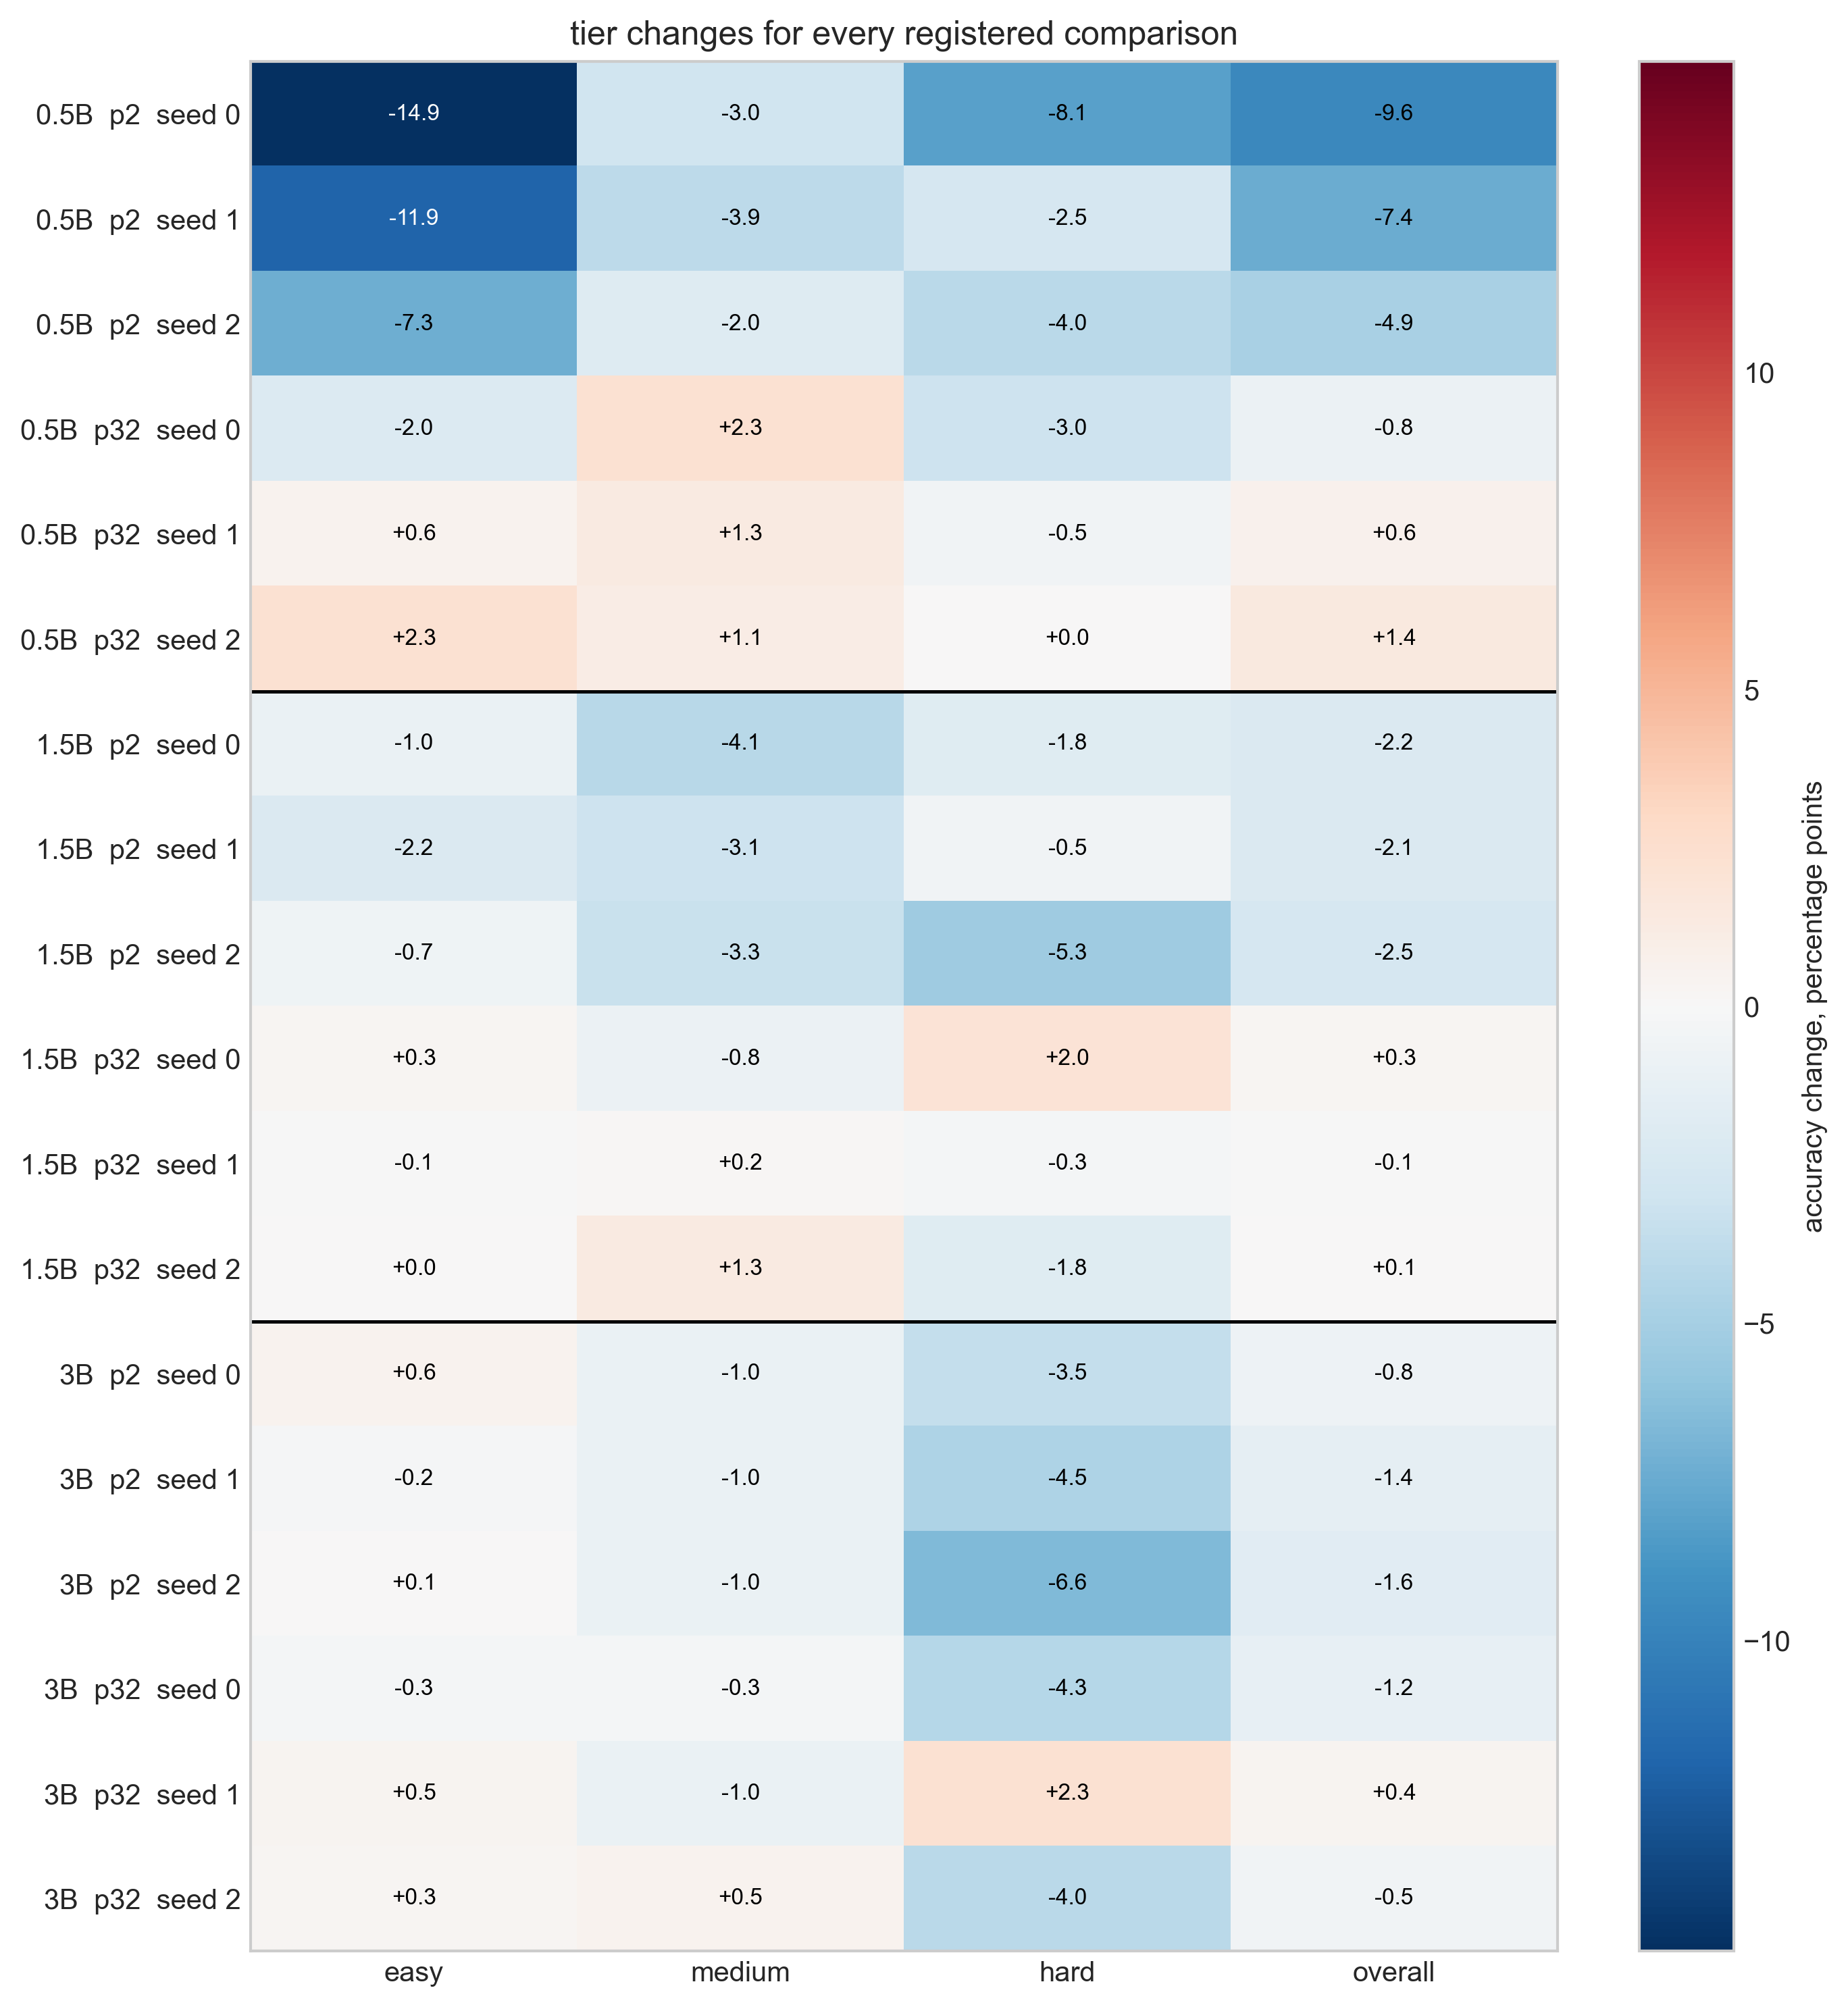 tier changes for every registered comparison
0.5B p2 seed 0 -14.9 -3.0 -8.1 -9.6
0.5B p2 seed 1 -11.9 -3.9 -2.5 -7.4
0.5B p2 seed 2 -7.3 -2.0 -4.0 -4.9
0.5B p32 seed 0 -2.0 +2.3 -3.0 -0.8
0.5B p32 seed 1 +0.6 +1.3 -0.5 +0.6
0.5B p32 seed 2 +2.3 +1.1 +0.0 +1.4
1.5B p2 seed 0 -1.0 -4.1 -1.8 -2.2
1.5B p2 seed 1 -2.2 -3.1 -0.5 -2.1
1.5B p2 seed 2 -0.7 -3.3 -5.3 -2.5
1.5B p32 seed 0 +0.3 -0.8 +2.0 +0.3
1.5B p32 seed 1 -0.1 +0.2 -0.3 -0.1
1.5B p32 seed 2 +0.0 +1.3 -1.8 +0.1
3B p2 seed 0 +0.6 -1.0 -3.5 -0.8
3B p2 seed 1 -0.2 -1.0 -4.5 -1.4
3B p2 seed 2 +0.1 -1.0 -6.6 -1.6
3B p32 seed 0 -0.3 -0.3 -4.3 -1.2
3B p32 seed 1 +0.5 -1.0 +2.3 +0.4
3B p32 seed 2 +0.3 +0.5 -4.0 -0.5
easy medium hard overall
10
5
0
−5
−10
accuracy change, percentage points